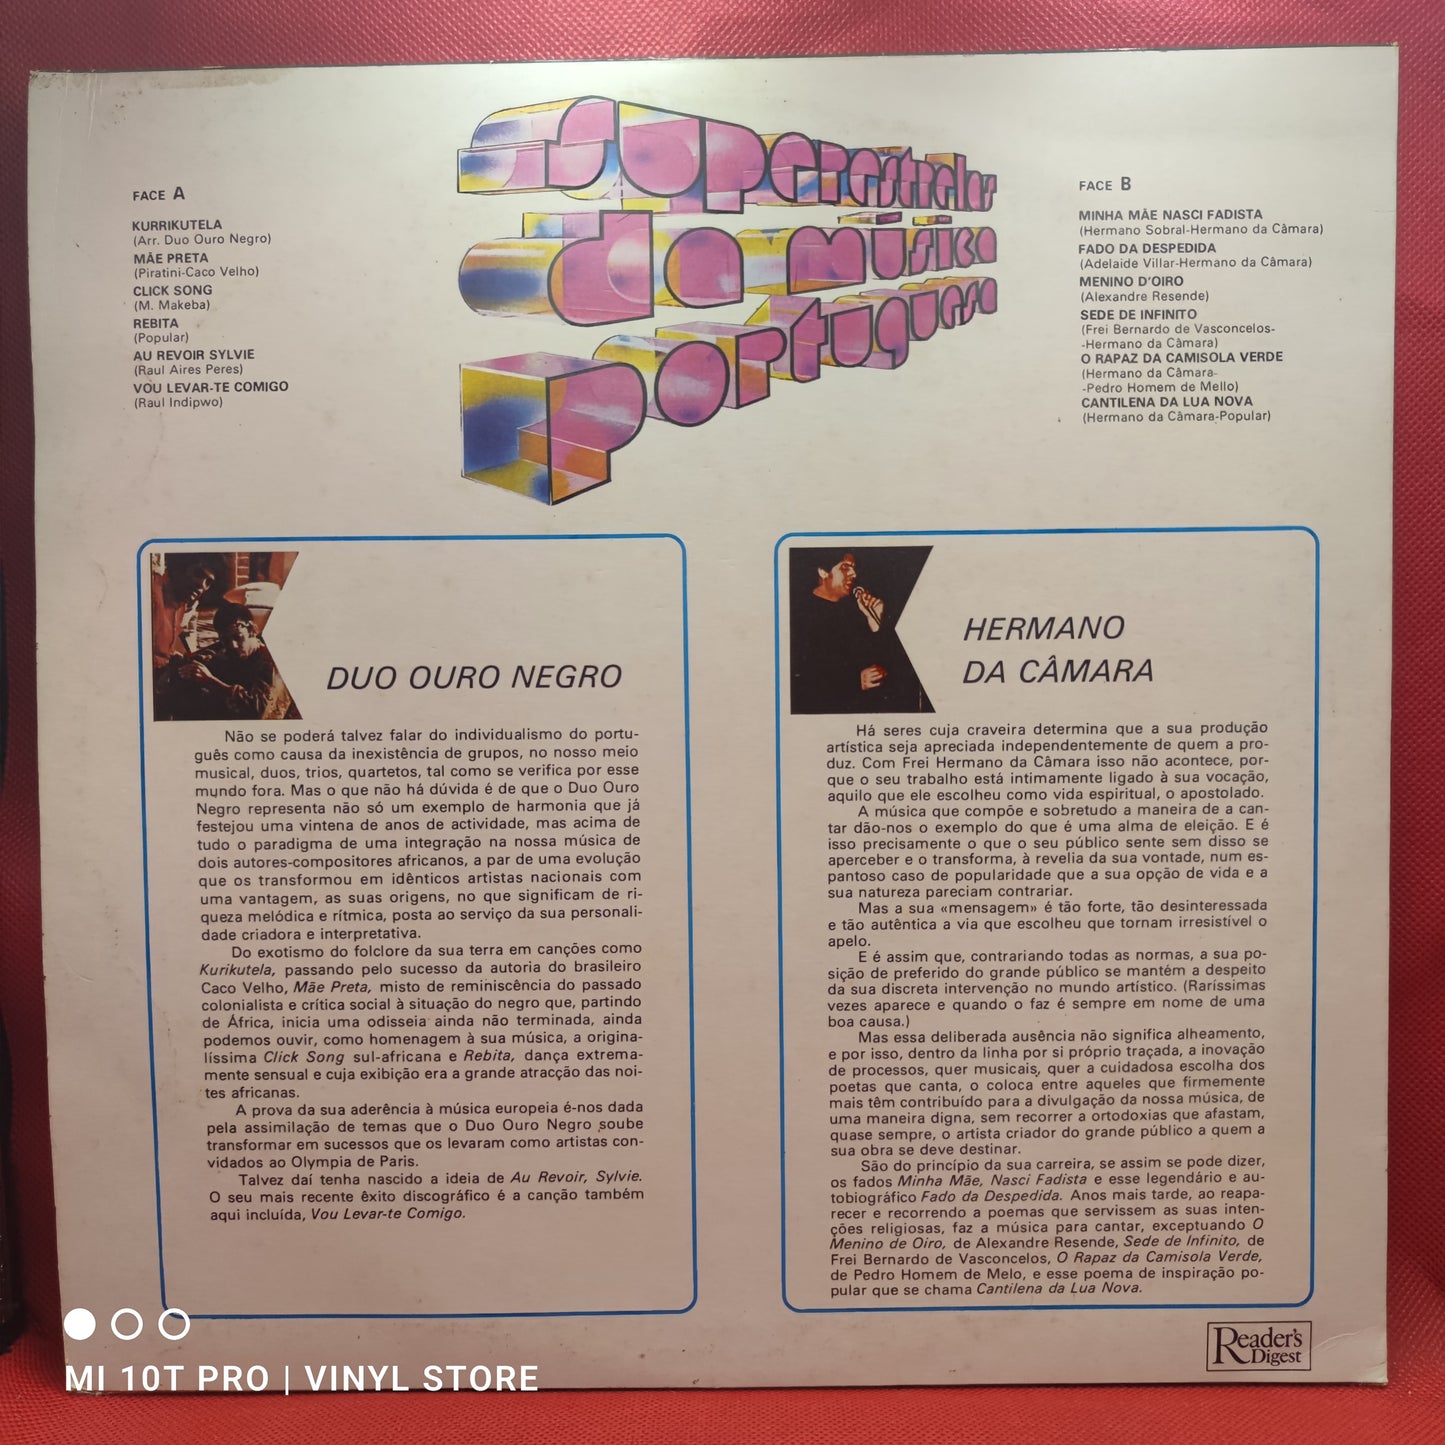 Superestrelas
da música
portuguesa
FACE A
KURRIKUTELA
(Arr. Duo Ouro Negro)
MÃE PRETA
(Piratini-Caco Velho)
CLICK SONG
(M. Makeba)
REBITA
(Popular)
AU REVOIR SYLVIE
(Raul Aires Peres)
VOU LEVAR-TE COMIGO
(Raul Indipwo)
FACE B
MINHA MÃE NASCI FADISTA
(Hermano Sobral-Hermano da Câmara)
FADO DA DESPEDIDA
(Adelaide Villar-Hermano da Câmara)
MENINO D'OIRO
(Alexandre Resende)
SEDE DE INFINITO
(Frei Bernardo de Vasconcelos-
-Hermano da Câmara)
O RAPAZ DA CAMISOLA VERDE
(Hermano da Câmara-
-Pedro Homem de Mello)
CANTILENA DA LUA NOVA
(Hermano da Câmara-Popular)
DUO OURO NEGRO
Não se poderá talvez falar do individualismo do portu-
guês como causa da inexistência de grupos, no nosso meio
musical, duos, trios, quartetos, tal como se verifica por esse
mundo fora. Mas o que não há dúvida é de que o Duo Ouro
Negro representa não só um exemplo de harmonia que já
festejou uma vintena de anos de actividade, mas acima de
tudo o paradigma de uma integração na nossa música de
dois autores-compositores africanos, a par de uma evolução
que os transformou em idênticos artistas nacionais com
uma vantagem, as suas origens, no que significam de ri-
queza melódica e rítmica, posta ao serviço da sua personali-
dade criadora e interpretativa.
Do exotismo do folclore da sua terra em canções como
Kurikutela, passando pelo sucesso da autoria do brasileiro
Caco Velho, Mãe Preta, misto de reminiscência do passado
colonialista e crítica social à situação do negro que, partindo
de África, inicia uma odisseia ainda não terminada, ainda
podemos ouvir, como homenagem à sua música, a origina-
líssima Click Song sul-africana e Rebita, dança extrema-
mente sensual e cuja exibição era a grande atracção das noi-
tes africanas.
A prova da sua aderência à música europeia é-nos dada
pela assimilação de temas que o Duo Ouro Negro soube
transformar em sucessos que os levaram como artistas con-
vidados ao Olympia de Paris.
Talvez daí tenha nascido a ideia de Au Revoir, Sylvie.
O seu mais recente êxito discográfico é a canção também
aqui incluída, Vou Levar-te Comigo.
HERMANO
DA CÂMARA
Há seres cuja craveira determina que a sua produção
artística seja apreciada independentemente de quem a pro-
duz. Com Frei Hermano da Câmara isso não acontece, por-
que o seu trabalho está intimamente ligado à sua vocação,
aquilo que ele escolheu como vida espiritual, o apostolado.
A música que compõe e sobretudo a maneira de a can-
tar dão-nos o exemplo do que é uma alma de eleição. E é
isso precisamente o que o seu público sente sem disso se
aperceber e o transforma, à revelia da sua vontade, num es-
pantoso caso de popularidade que a sua opção de vida e a
sua natureza pareciam contrariar.
Mas a sua «mensagem» é tão forte, tão desinteressada
e tão autêntica a via que escolheu que tornam irresistível o
apelo.
E é assim que, contrariando todas as normas, a sua po-
sição de preferido do grande público se mantém a despeito
da sua discreta intervenção no mundo artístico. (Raríssimas
vezes aparece e quando o faz é sempre em nome de uma
boa causa.)
Mas essa deliberada ausência não significa alheamento,
e por isso, dentro da linha por si próprio traçada, a inovação
de processos, quer musicais, quer a cuidadosa escolha dos
poetas que canta, o coloca entre aqueles que firmemente
mais têm contribuído para a divulgação da nossa música, de
uma maneira digna, sem recorrer a ortodoxias que afastam,
quase sempre, o artista criador do grande público a quem a
sua obra se deve destinar.
São do princípio da sua carreira, se assim se pode dizer,
os fados Minha Mãe, Nasci Fadista e esse legendário e au-
tobiográfico Fado da Despedida. Anos mais tarde, ao reapa-
recer e recorrendo a poemas que servissem as suas inten-
ções religiosas, faz a música para cantar, exceptuando O
Menino de Oiro, de Alexandre Resende, Sede de Infinito, de
Frei Bernardo de Vasconcelos, O Rapaz da Camisola Verde,
de Pedro Homem de Melo, e esse poema de inspiração po-
pular que se chama Cantilena da Lua Nova.
Reader's
Digest
MI 10T PRO | VINYL STORE